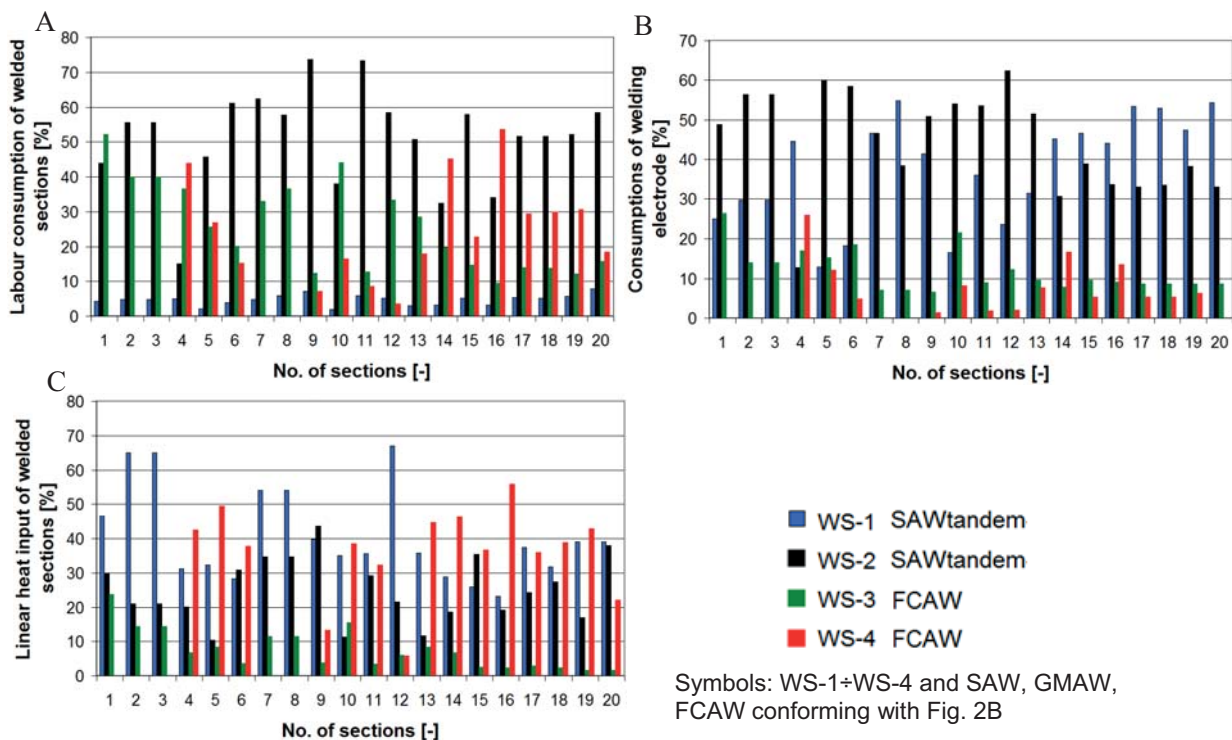 A
Labour consumption of welded
sections [%]
80
70
60
50
40
30
20
10
0
1 2 3 4 5 6 7 8 9 10 11 12 13 14 15 16 17 18 19 20
No. of sections [-]
B
Consumptions of welding
electrode [%]
70
60
50
40
30
20
10
0
1 2 3 4 5 6 7 8 9 10 11 12 13 14 15 16 17 18 19 20
No. of sections [-]
C
Linear heat input of welded
sections [%]
80
70
60
50
40
30
20
10
0
1 2 3 4 5 6 7 8 9 10 11 12 13 14 15 16 17 18 19 20
No. of sections [-]
WS-1 SAWtandem
WS-2 SAWtandem
WS-3 FCAW
WS-4 FCAW
Symbols: WS-1÷WS-4 and SAW, GMAW,
FCAW conforming with Fig. 2B